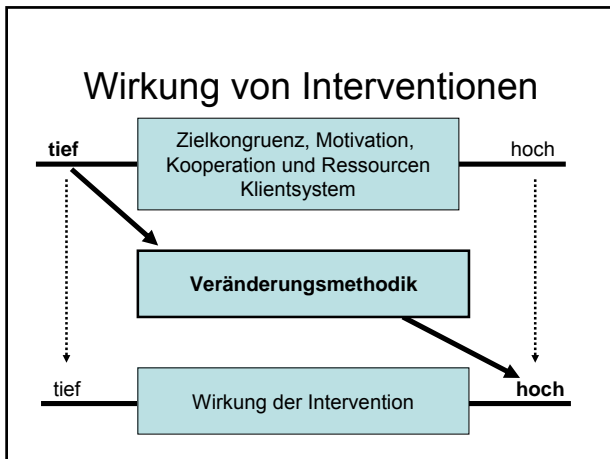 Wirkung von Interventionen
tief
Zielkongruenz, Motivation,
Kooperation und Ressourcen
Klientsystem
hoch
Veränderungsmethodik
tief
Wirkung der Intervention
hoch